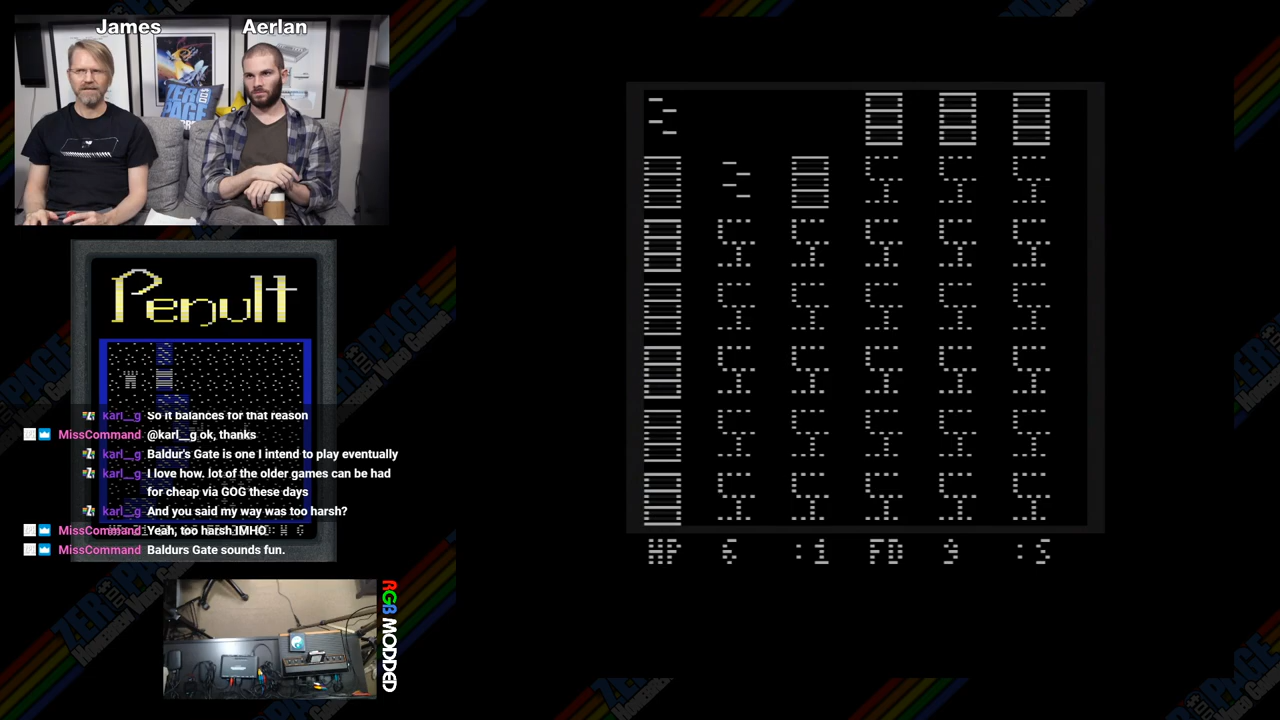 James
Aerlan
Penult
karl__g So it balances for that reason
MissCommand @karl__g ok, thanks
karl__g Baldur's Gate is one I intend to play eventually
karl__g I love how. lot of the older games can be had
for cheap via GOG these days
karl__g And you said my way was too harsh?
MissCommand Yeah, too harsh IMHO
MissCommand Baldurs Gate sounds fun.
RGB MODDED
HP 6 :1 FD 9 :S